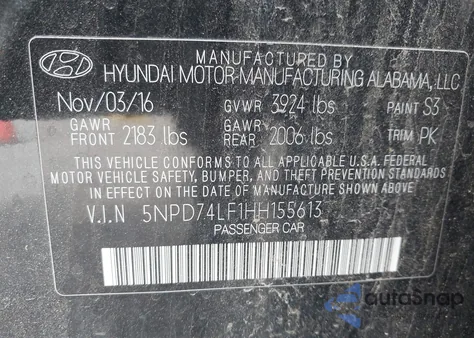 MANUFACTURED BY
HYUNDAI MOTOR MANUFACTURING ALABAMA, LLC
Nov/03/16 GVWR 3924 lbs PAINT S3
GAWR FRONT 2183 lbs GAWR REAR 2006 lbs TRIM PK
THIS VEHICLE CONFORMS TO ALL APPLICABLE U.S.A. FEDERAL
MOTOR VEHICLE SAFETY, BUMPER, AND THEFT PREVENTION STANDARDS
IN EFFECT ON THE DATE OF MANUFACTURE SHOWN ABOVE.
V.I.N 5NPD74LF1HH155613
PASSENGER CAR
autoSnap